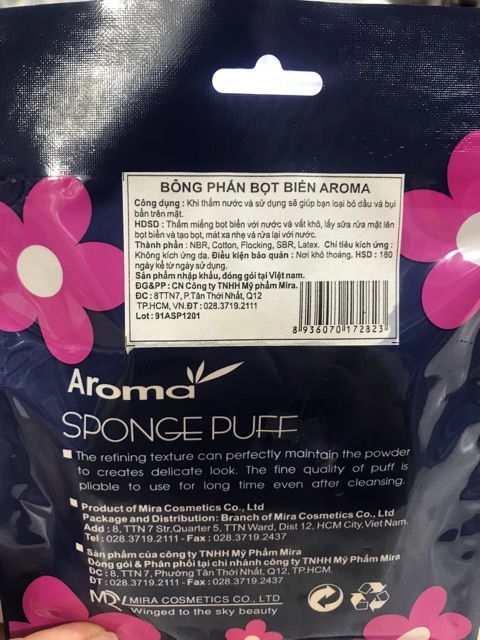 BÔNG PHẤN BỌT BIỂN AROMA
Công dụng : Khi thấm nước và sử dụng sẽ giúp bạn loại bỏ dầu và bụi
bẩn trên mặt.
HDSD : Thấm miếng bọt biển với nước và vắt khô, lấy sữa rửa mặt lên
bọt biển và tạo bọt, mát xa nhẹ và rửa lại với nước.
Thành phần : NBR, Cotton, Flocking, SBR, Latex. Chỉ tiêu kích ứng :
Không kích ứng da. Điều kiện bảo quản : Nơi khô thoáng. HSD : 180
ngày kể từ ngày sử dụng.
Sản phẩm nhập khẩu, đóng gói tại Việt nam.
ĐG&PP : CN Công ty TNHH Mỹ phẩm Mira.
ĐC : 8TTN7, P.Tân Thới Nhất, Q12
TP.HCM, VN.ĐT : 028.3719.2111
Lot : 91ASP1201
8 936070 172823
Aroma
SPONGE PUFF
The refining texture can perfectly maintain the powder
to creates delicate look. The fine quality of puff is
pliable to use for long time even after cleansing.
Product of Mira Cosmetics Co., Ltd
Package and Distribution: Branch of Mira Cosmetics Co., Ltd
Add : 8, TTN 7 Str,Quarter 5, TTN Ward, Dist 12, HCM City,Viet Nam.
Tel : 028.3719.2111 - Fax : 028.3719.2437
Sản phẩm của công ty TNHH Mỹ Phẩm Mira
Đóng gói & Phân phối tại chi nhánh công ty TNHH Mỹ Phẩm Mira
ĐC : 8, TTN 7, Phường Tân Thới Nhất, Q12, TP.HCM.
ĐT : 028.3719.2111 - Fax : 028.3719.2437
MIRA COSMETICS CO., LTD
Winged to the sky beauty